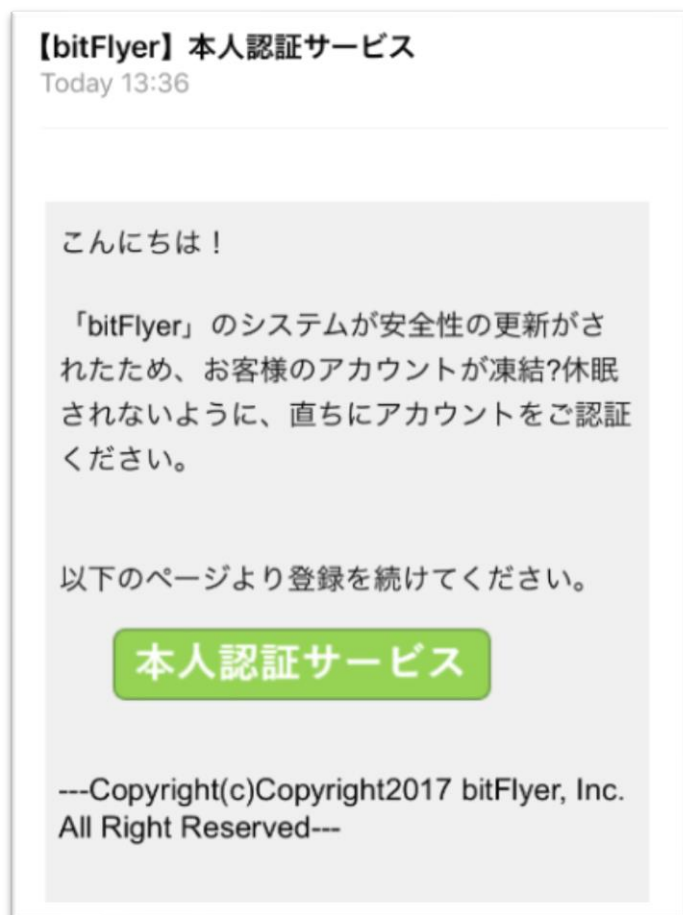 【bitFlyer】本人認証サービス
Today 13:36
こんにちは！
「bitFlyer」のシステムが安全性の更新がさ
れたため、お客様のアカウントが凍結?休眠
されないように、直ちにアカウントをご認証
ください。
以下のページより登録を続けてください。
本人認証サービス
---Copyright(c)Copyright2017 bitFlyer, Inc.
All Right Reserved---